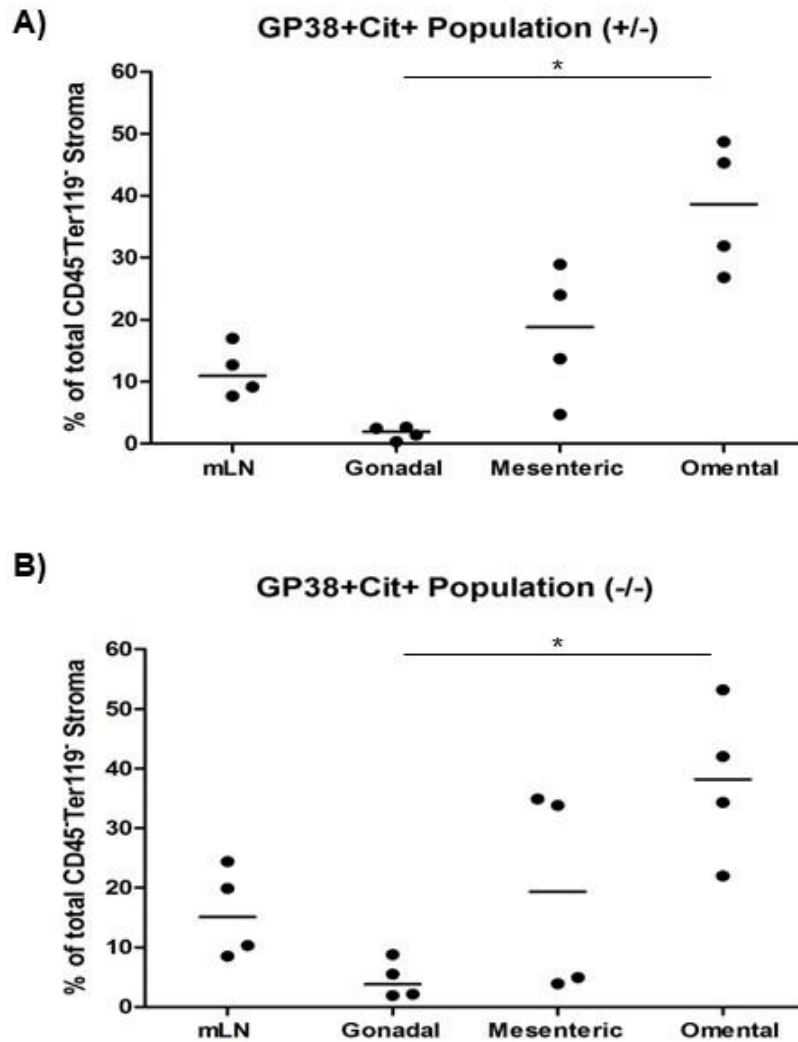 A)
GP38+Cit+ Population (+/-)
*
% of total CD45⁻Ter119⁻ Stroma
60
50
40
30
20
10
0
mLN Gonadal Mesenteric Omental
B)
GP38+Cit+ Population (-/-)
*
% of total CD45⁻Ter119⁻ Stroma
60
50
40
30
20
10
0
mLN Gonadal Mesenteric Omental